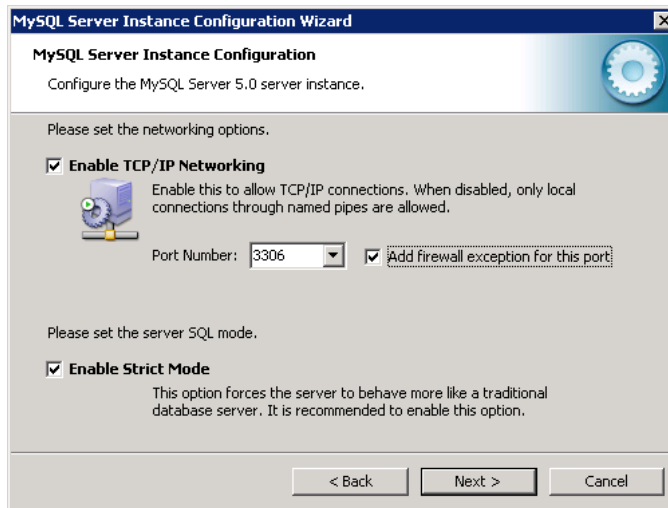 MySQL Server Instance Configuration Wizard
MySQL Server Instance Configuration
Configure the MySQL Server 5.0 server instance.
Please set the networking options.
Enable TCP/IP Networking
Enable this to allow TCP/IP connections. When disabled, only local
connections through named pipes are allowed.
Port Number: 3306 Add firewall exception for this port
Please set the server SQL mode.
Enable Strict Mode
This option forces the server to behave more like a traditional
database server. It is recommended to enable this option.
< Back Next > Cancel